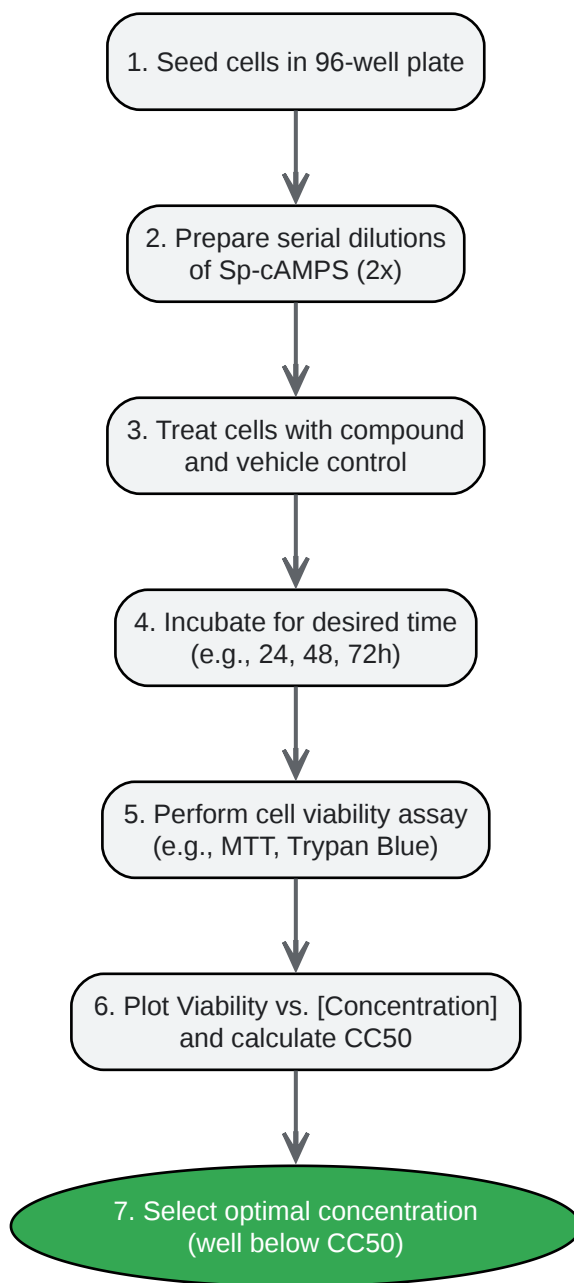 1. Seed cells in 96-well plate
2. Prepare serial dilutions
of Sp-cAMPS (2x)
3. Treat cells with compound
and vehicle control
4. Incubate for desired time
(e.g., 24, 48, 72h)
5. Perform cell viability assay
(e.g., MTT, Trypan Blue)
6. Plot Viability vs. [Concentration]
and calculate CC50
7. Select optimal concentration
(well below CC50)